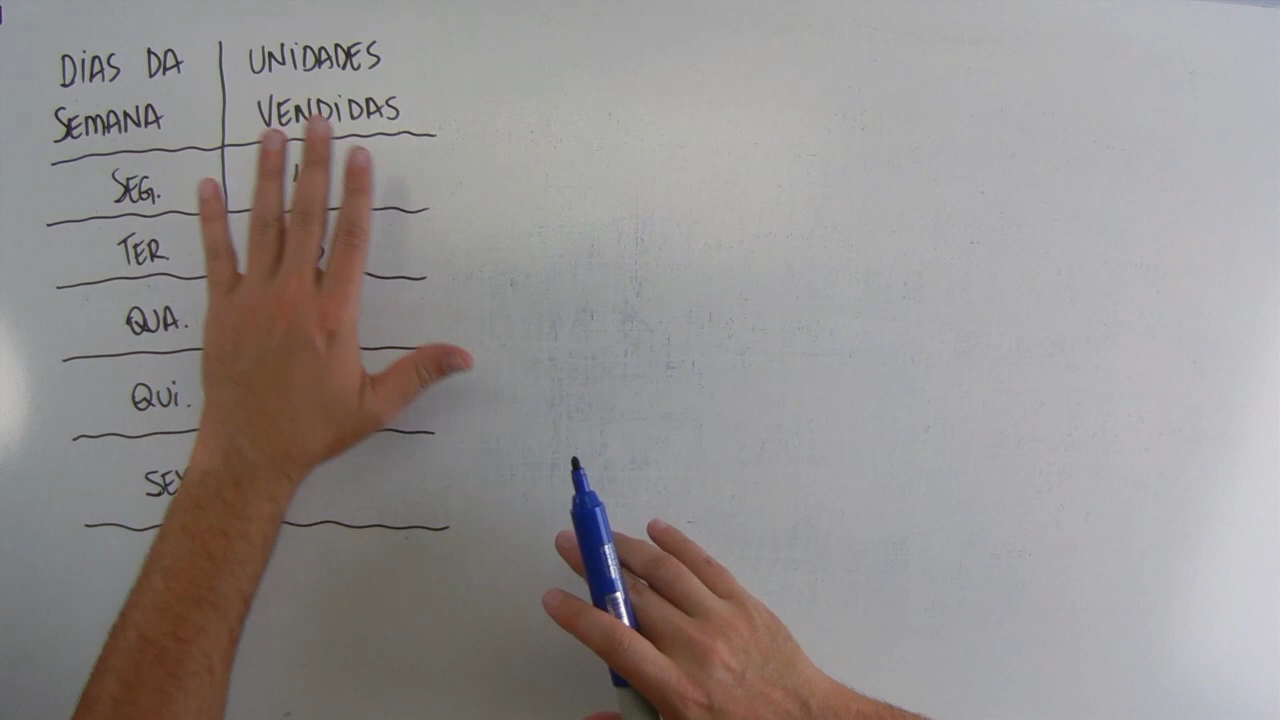 DIAS DA
SEMANA
UNIDADES
VENDIDAS
SEG.
TER
QUA.
QUI.